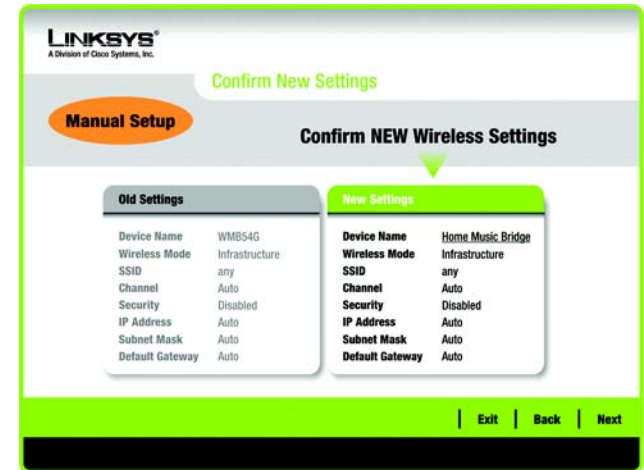 LINKSYS®
A Division of Cisco Systems, Inc.
Confirm New Settings
Manual Setup
Confirm NEW Wireless Settings
Old Settings
Device Name WMB54G
Wireless Mode Infrastructure
SSID any
Channel Auto
Security Disabled
IP Address Auto
Subnet Mask Auto
Default Gateway Auto
New Settings
Device Name Home Music Bridge
Wireless Mode Infrastructure
SSID any
Channel Auto
Security Disabled
IP Address Auto
Subnet Mask Auto
Default Gateway Auto
Exit Back Next